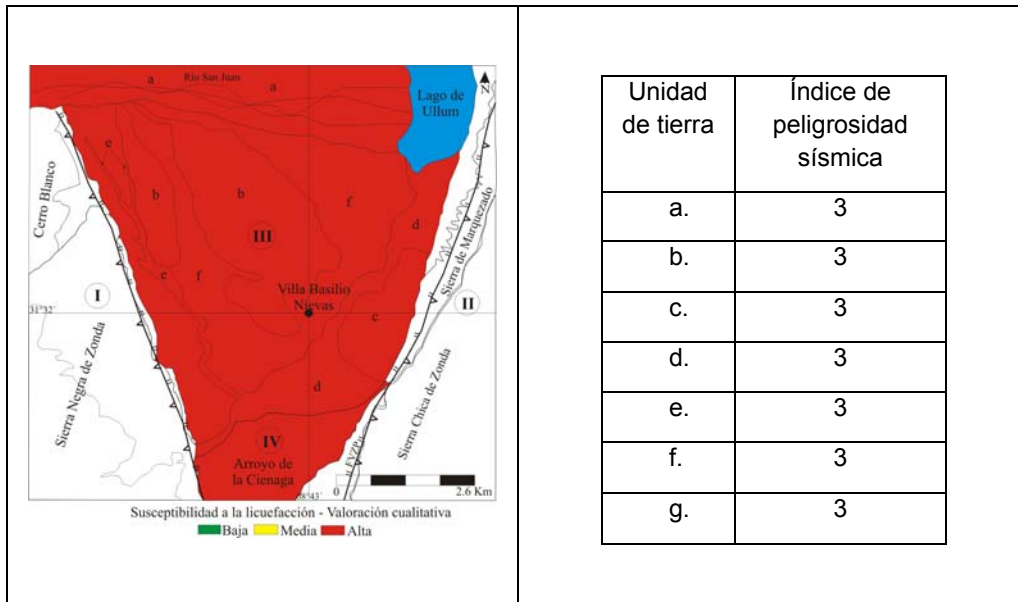 a
Río San Juan
a
Lago de
Ullum
N
e
b
b
f
d
Cerro Blanco
III
Sierra de Marquezado
I
e
f
Villa Basilio
Nievas
II
31°32´
c
Sierra Negra de Zonda
d
Sierra Chica de Zonda
IV
Arroyo de
la Cienaga
FVZP
0
2.6 Km
68°43´
Susceptibilidad a la licuefacción - Valoración cualitativa
Baja Media Alta
Unidad
de tierra
Índice de
peligrosidad
sísmica
a. 3
b. 3
c. 3
d. 3
e. 3
f. 3
g. 3